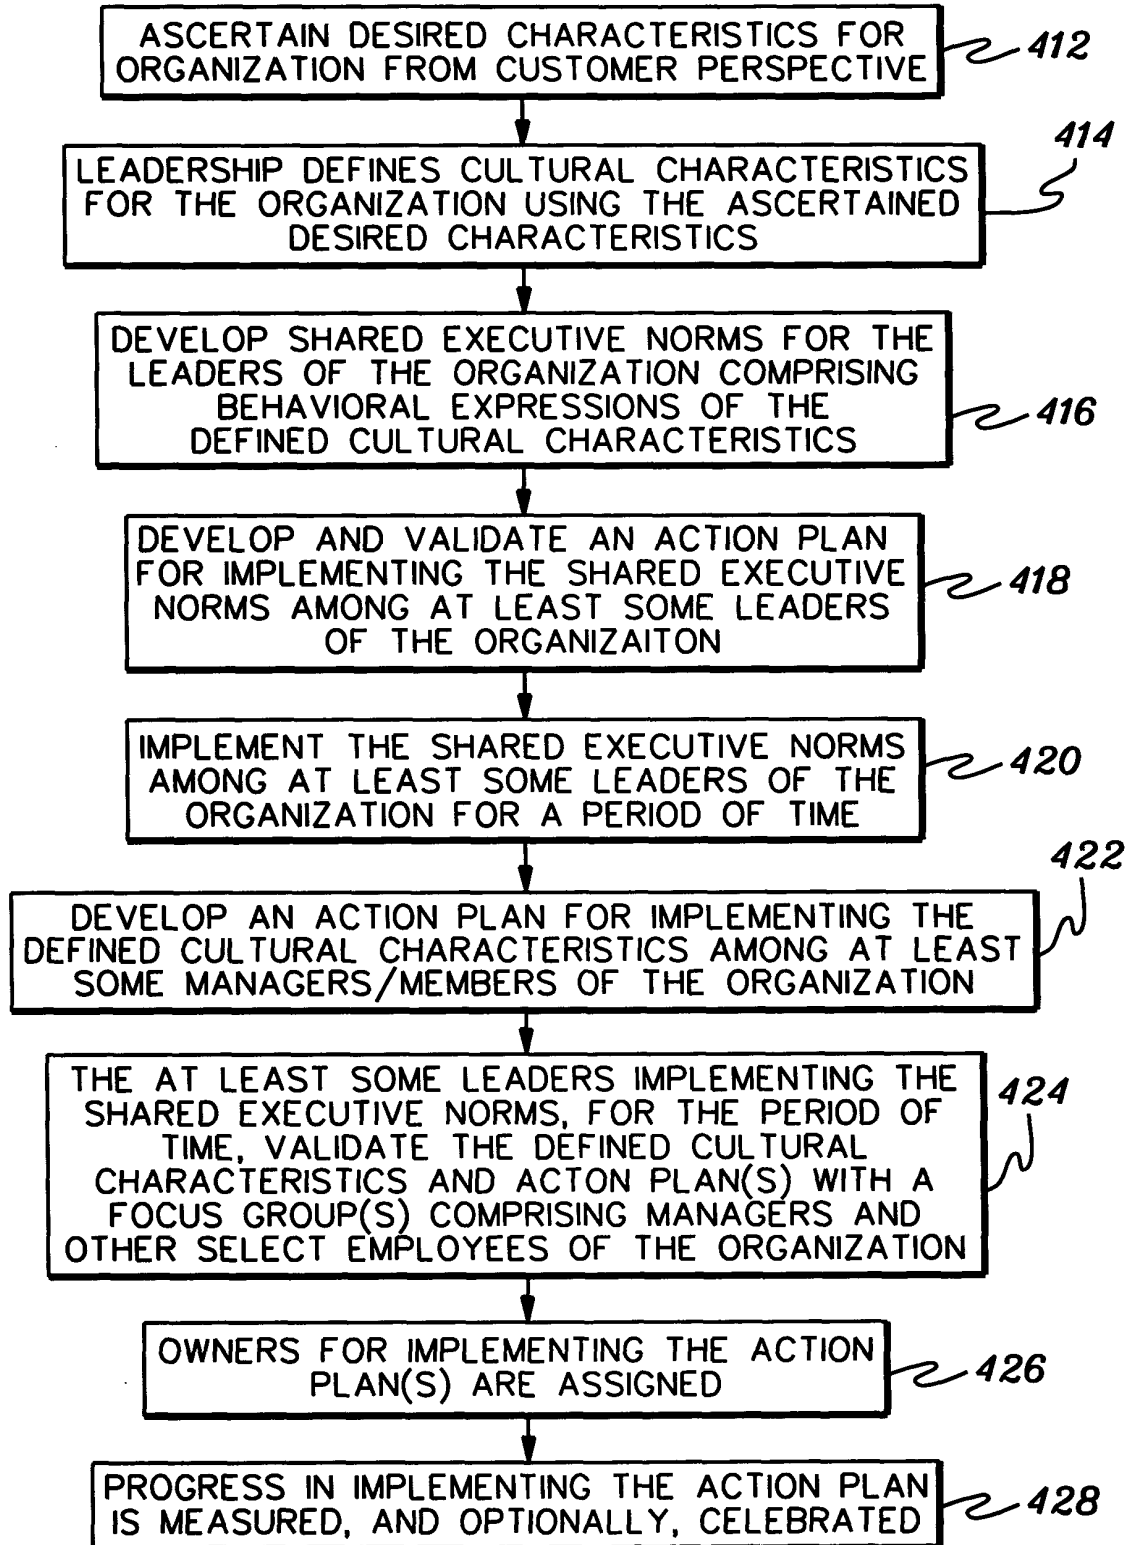 ASCERTAIN DESIRED CHARACTERISTICS FOR
ORGANIZATION FROM CUSTOMER PERSPECTIVE
412
LEADERSHIP DEFINES CULTURAL CHARACTERISTICS
FOR THE ORGANIZATION USING THE ASCERTAINED
DESIRED CHARACTERISTICS
414
DEVELOP SHARED EXECUTIVE NORMS FOR THE
LEADERS OF THE ORGANIZATION COMPRISING
BEHAVIORAL EXPRESSIONS OF THE
DEFINED CULTURAL CHARACTERISTICS
416
DEVELOP AND VALIDATE AN ACTION PLAN
FOR IMPLEMENTING THE SHARED EXECUTIVE
NORMS AMONG AT LEAST SOME LEADERS
OF THE ORGANIZAITON
418
IMPLEMENT THE SHARED EXECUTIVE NORMS
AMONG AT LEAST SOME LEADERS OF THE
ORGANIZATION FOR A PERIOD OF TIME
420
DEVELOP AN ACTION PLAN FOR IMPLEMENTING THE
DEFINED CULTURAL CHARACTERISTICS AMONG AT LEAST
SOME MANAGERS/MEMBERS OF THE ORGANIZATION
422
THE AT LEAST SOME LEADERS IMPLEMENTING THE
SHARED EXECUTIVE NORMS, FOR THE PERIOD OF
TIME, VALIDATE THE DEFINED CULTURAL
CHARACTERISTICS AND ACTON PLAN(S) WITH A
FOCUS GROUP(S) COMPRISING MANAGERS AND
OTHER SELECT EMPLOYEES OF THE ORGANIZATION
424
OWNERS FOR IMPLEMENTING THE ACTION
PLAN(S) ARE ASSIGNED
426
PROGRESS IN IMPLEMENTING THE ACTION PLAN
IS MEASURED, AND OPTIONALLY, CELEBRATED
428